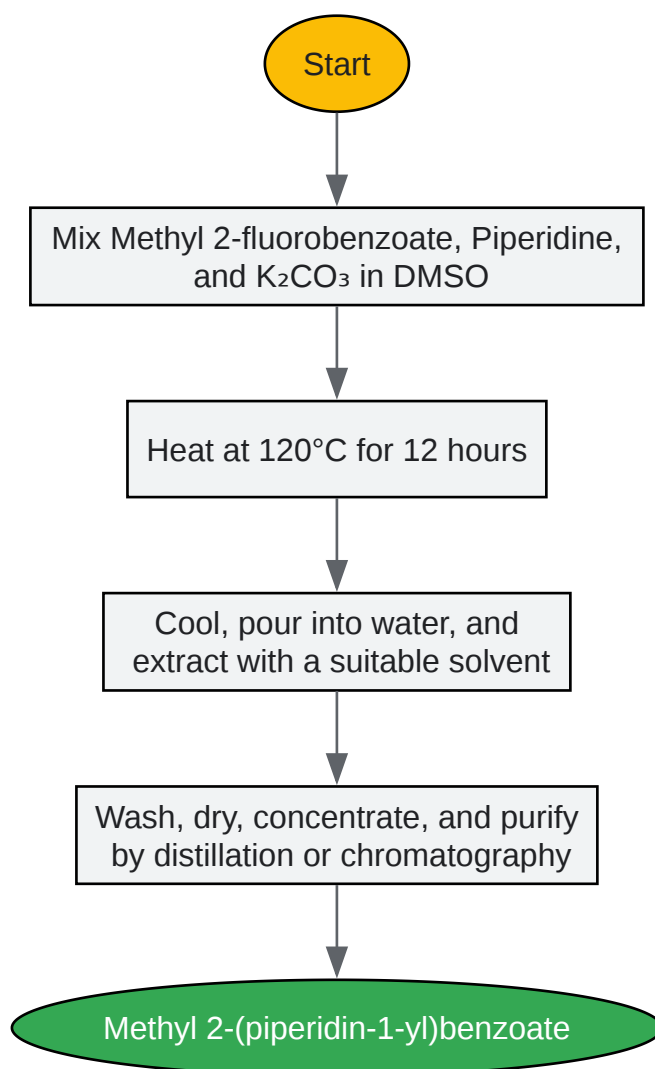 Start
Mix Methyl 2-fluorobenzoate, Piperidine,
and K₂CO₃ in DMSO
Heat at 120°C for 12 hours
Cool, pour into water, and
extract with a suitable solvent
Wash, dry, concentrate, and purify
by distillation or chromatography
Methyl 2-(piperidin-1-yl)benzoate